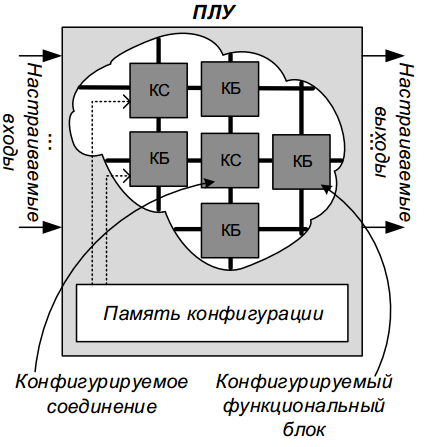 ПЛУ
Настраиваемые
входы
...
КС
КБ
КБ
КС
КБ
КБ
Настраиваемые
выходы
...
Память конфигурации
Конфигурируемое
соединение
Конфигурируемый
функциональный
блок